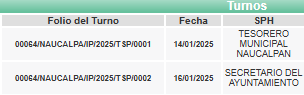 Turnos
Folio del Turno Fecha SPH
00064/NAUCALPA/IP/2025/TSP/0001 14/01/2025 TESORERO MUNICIPAL NAUCALPAN
00064/NAUCALPA/IP/2025/TSP/0002 16/01/2025 SECRETARIO DEL AYUNTAMIENTO